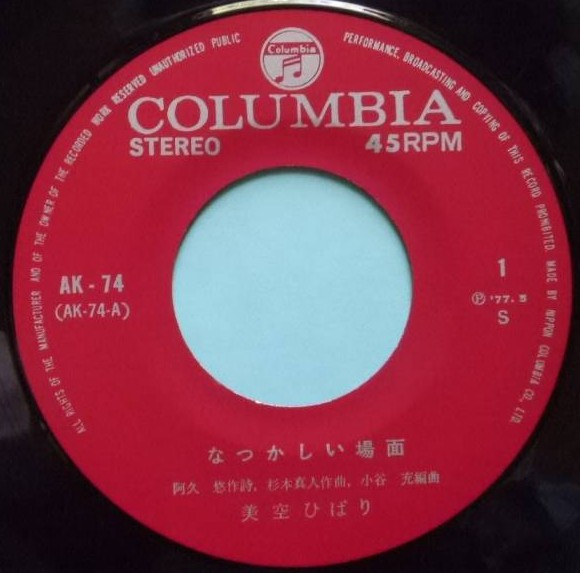 ALL RIGHTS OF THE MANUFACTURER AND OF THE OWNER OF THE RECORDED WORK RESERVED UNAUTHORIZED PUBLIC PERFORMANCE, BROADCASTING AND COPYING OF THIS RECORD PROHIBITED MADE BY NIPPON COLUMBIA CO., LTD.
Columbia
COLUMBIA
STEREO 45RPM
AK-74
(AK-74-A)
1
Ⓟ '77.5
S
なつかしい場面
阿久 悠作詩, 杉本真人作曲, 小谷 充編曲
美空ひばり